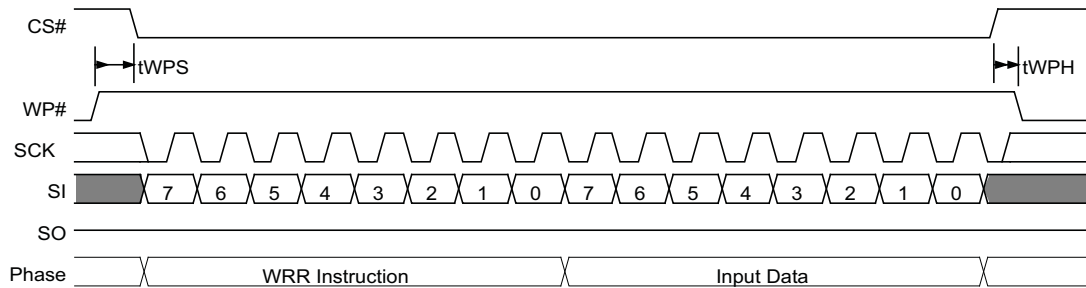 CS#
tWPS tWPH
WP#
SCK
SI 7 6 5 4 3 2 1 0 7 6 5 4 3 2 1 0
SO
Phase WRR Instruction Input Data